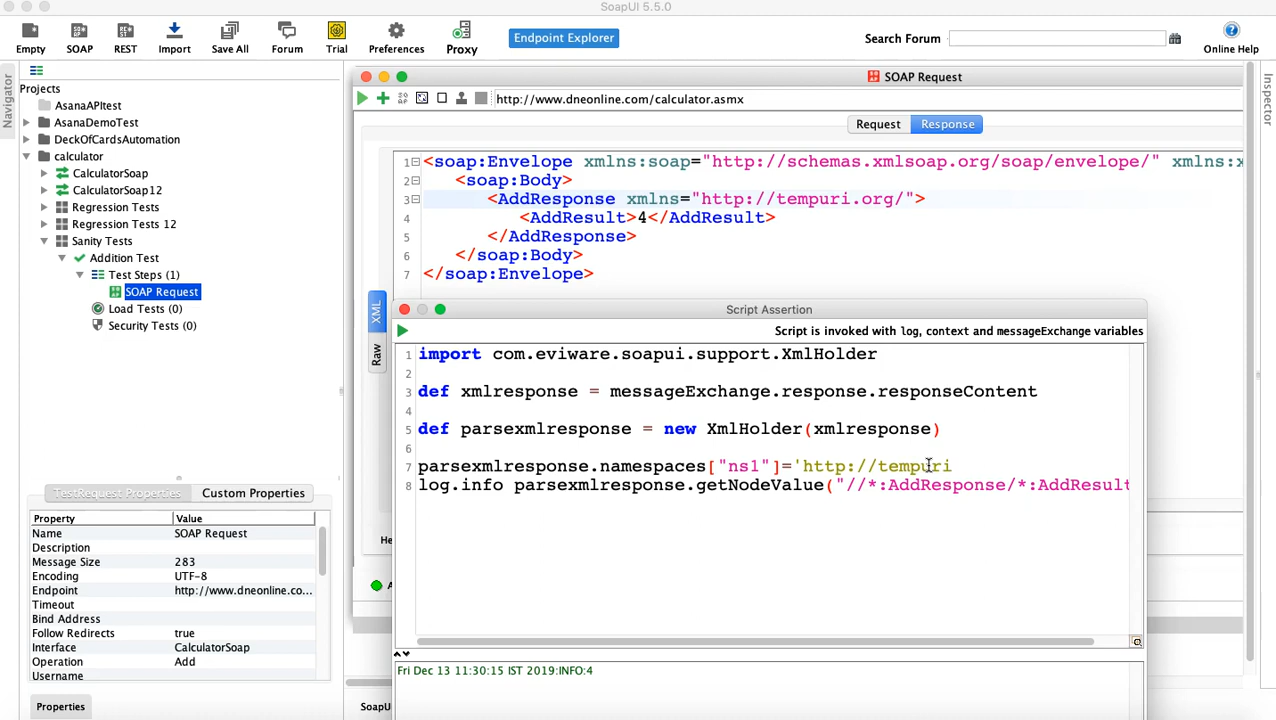 SoapUI 5.5.0
Empty SOAP REST Import Save All Forum Trial Preferences Proxy Endpoint Explorer Search Forum Online Help
Navigator
Projects
AsanaAPItest
AsanaDemoTest
DeckOfCardsAutomation
calculator
CalculatorSoap
CalculatorSoap12
Regression Tests
Regression Tests 12
Sanity Tests
Addition Test
Test Steps (1)
SOAP Request
Load Tests (0)
Security Tests (0)
TestRequest Properties Custom Properties
Property Value
Name SOAP Request
Description
Message Size 283
Encoding UTF-8
Endpoint http://www.dneonline.co...
Timeout
Bind Address
Follow Redirects true
Interface CalculatorSoap
Operation Add
Username
Properties
SOAP Request
http://www.dneonline.com/calculator.asmx
Request Response
XML
Raw
1 <soap:Envelope xmlns:soap="http://schemas.xmlsoap.org/soap/envelope/" xmlns:x
2 <soap:Body>
3 <AddResponse xmlns="http://tempuri.org/">
4 <AddResult>4</AddResult>
5 </AddResponse>
6 </soap:Body>
7 </soap:Envelope>
He
A
SoapU
Inspector
Script Assertion
Script is invoked with log, context and messageExchange variables
1 import com.eviware.soapui.support.XmlHolder
2
3 def xmlresponse = messageExchange.response.responseContent
4
5 def parsexmlresponse = new XmlHolder(xmlresponse)
6
7 parsexmlresponse.namespaces["ns1"]='http://tempuri
8 log.info parsexmlresponse.getNodeValue("//*:AddResponse/*:AddResult
Fri Dec 13 11:30:15 IST 2019:INFO:4